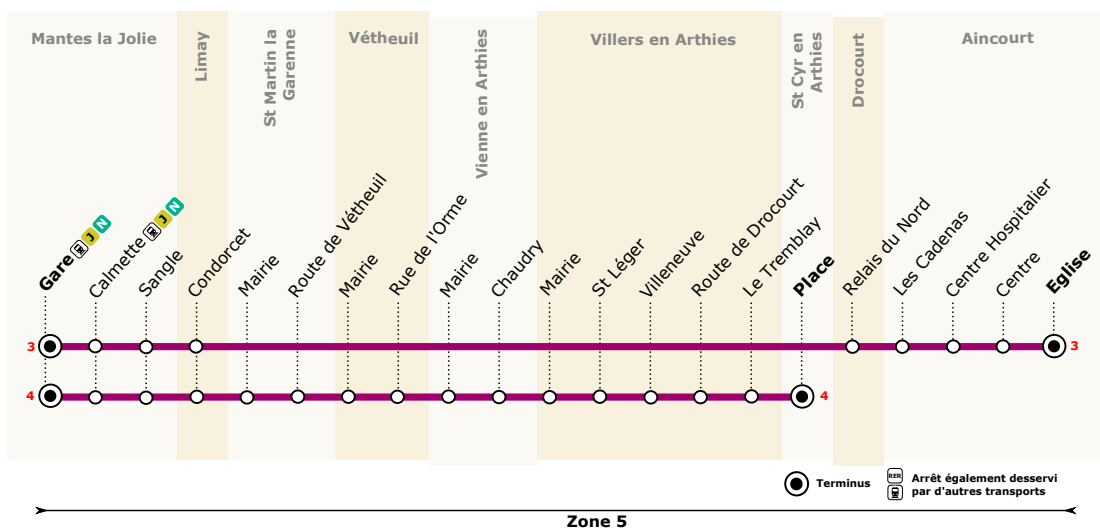 Mantes la Jolie
Limay
St Martin la
Garenne
Vétheuil
Vienne en Arthies
Villers en Arthies
St Cyr en
Arthies
Drocourt
Aincourt
Gare J N
Calmette J N
Sangle
Condorcet
Mairie
Route de Vétheuil
Mairie
Rue de l'Orme
Mairie
Chaudry
Mairie
St Léger
Villeneuve
Route de Drocourt
Le Tremblay
Place
Relais du Nord
Les Cadenas
Centre Hospitalier
Centre
Eglise
3 3
4 4
Terminus
RER Arrêt également desservi
par d'autres transports
Zone 5